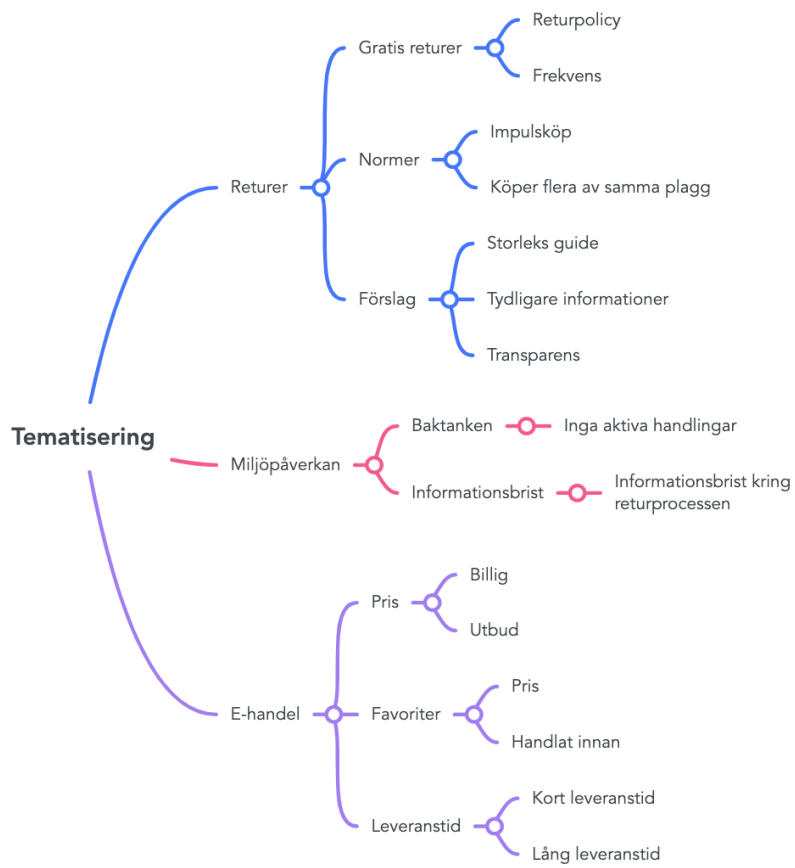 Tematisering
Returer
Gratis returer
Returpolicy
Frekvens
Normer
Impulsköp
Köper flera av samma plagg
Förslag
Storleks guide
Tydligare informationer
Transparens
Miljöpåverkan
Baktanken
Inga aktiva handlingar
Informationsbrist
Informationsbrist kring
returprocessen
E-handel
Pris
Billig
Utbud
Favoriter
Pris
Handlat innan
Leveranstid
Kort leveranstid
Lång leveranstid